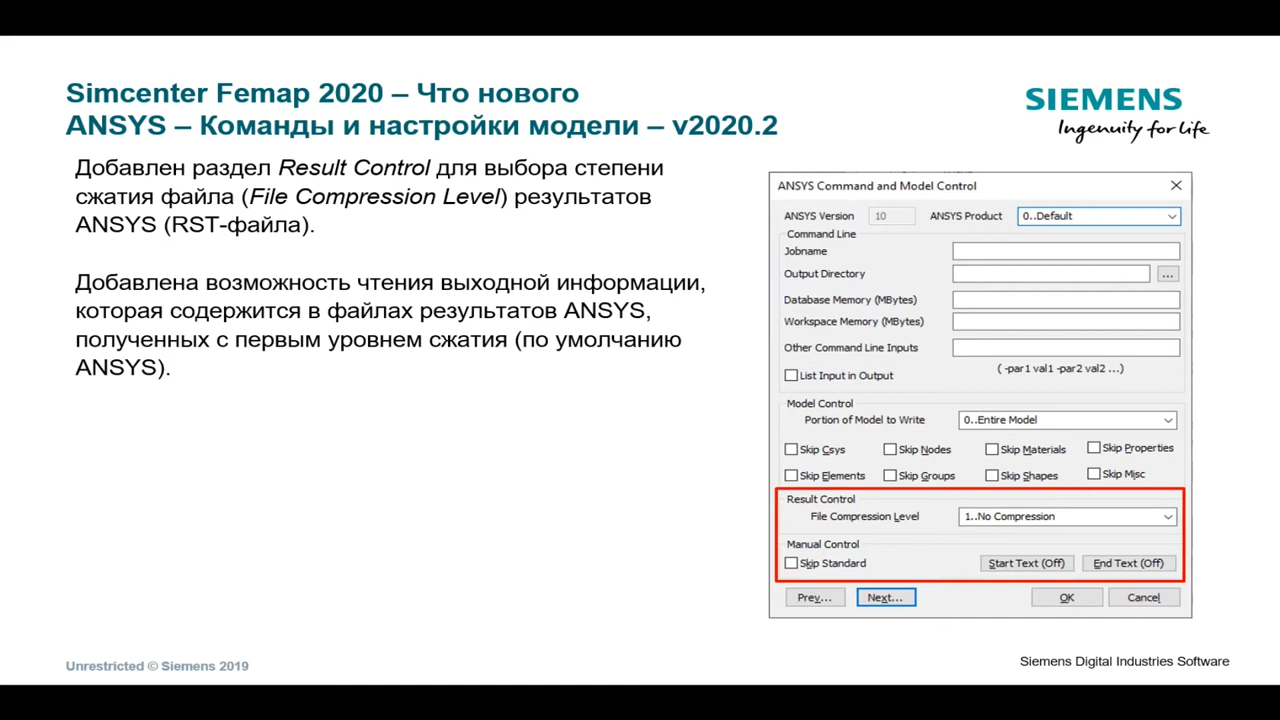 Simcenter Femap 2020 – Что нового
ANSYS – Команды и настройки модели – v2020.2
SIEMENS
Ingenuity for life
Добавлен раздел Result Control для выбора степени
сжатия файла (File Compression Level) результатов
ANSYS (RST-файла).
Добавлена возможность чтения выходной информации,
которая содержится в файлах результатов ANSYS,
полученных с первым уровнем сжатия (по умолчанию
ANSYS).
ANSYS Command and Model Control
ANSYS Version 10 ANSYS Product 0..Default
Command Line
Jobname
Output Directory ...
Database Memory (MBytes)
Workspace Memory (MBytes)
Other Command Line Inputs
( -par1 val1 -par2 val2 ...)
List Input in Output
Model Control
Portion of Model to Write 0..Entire Model
Skip Csys Skip Nodes Skip Materials Skip Properties
Skip Elements Skip Groups Skip Shapes Skip Misc
Result Control
File Compression Level 1..No Compression
Manual Control
Skip Standard Start Text (Off) End Text (Off)
Prev... Next... OK Cancel
Unrestricted © Siemens 2019
Siemens Digital Industries Software